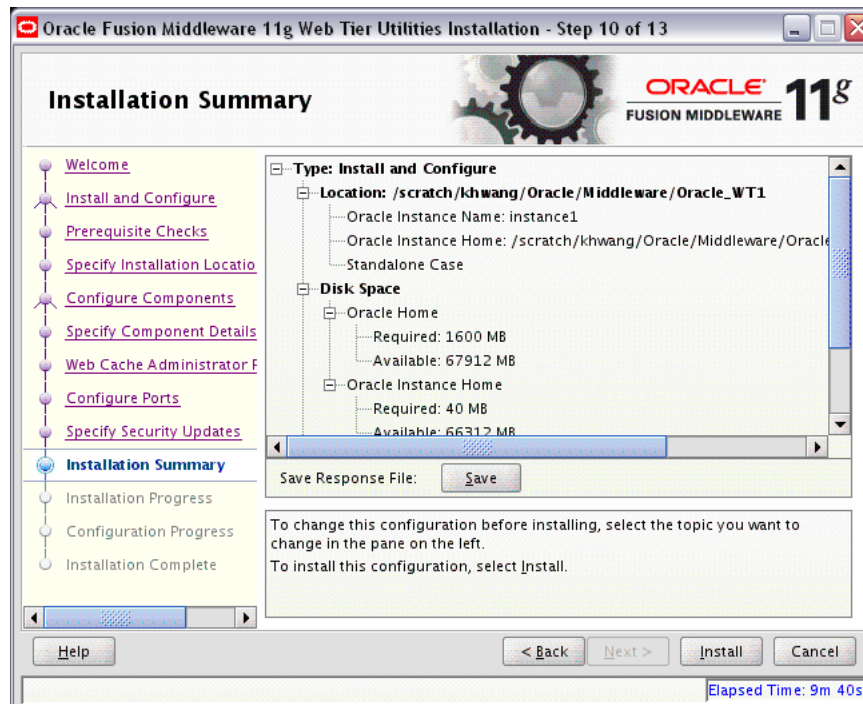 Oracle Fusion Middleware 11g Web Tier Utilities Installation - Step 10 of 13
Installation Summary
ORACLE
FUSION MIDDLEWARE 11g
Welcome
Install and Configure
Prerequisite Checks
Specify Installation Locatio
Configure Components
Specify Component Details
Web Cache Administrator P
Configure Ports
Specify Security Updates
Installation Summary
Installation Progress
Configuration Progress
Installation Complete
Type: Install and Configure
Location: /scratch/khwang/Oracle/Middleware/Oracle_WT1
Oracle Instance Name: instance1
Oracle Instance Home: /scratch/khwang/Oracle/Middleware/Oracle
Standalone Case
Disk Space
Oracle Home
Required: 1600 MB
Available: 67912 MB
Oracle Instance Home
Required: 40 MB
Available: 66312 MB
Save Response File: Save
To change this configuration before installing, select the topic you want to
change in the pane on the left.
To install this configuration, select Install.
Help < Back Next > Install Cancel
Elapsed Time: 9m 40s